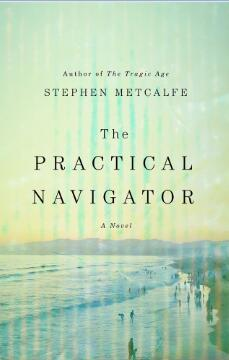 Author of The Tragic Age
STEPHEN METCALFE
The
PRACTICAL
NAVIGATOR
A Novel